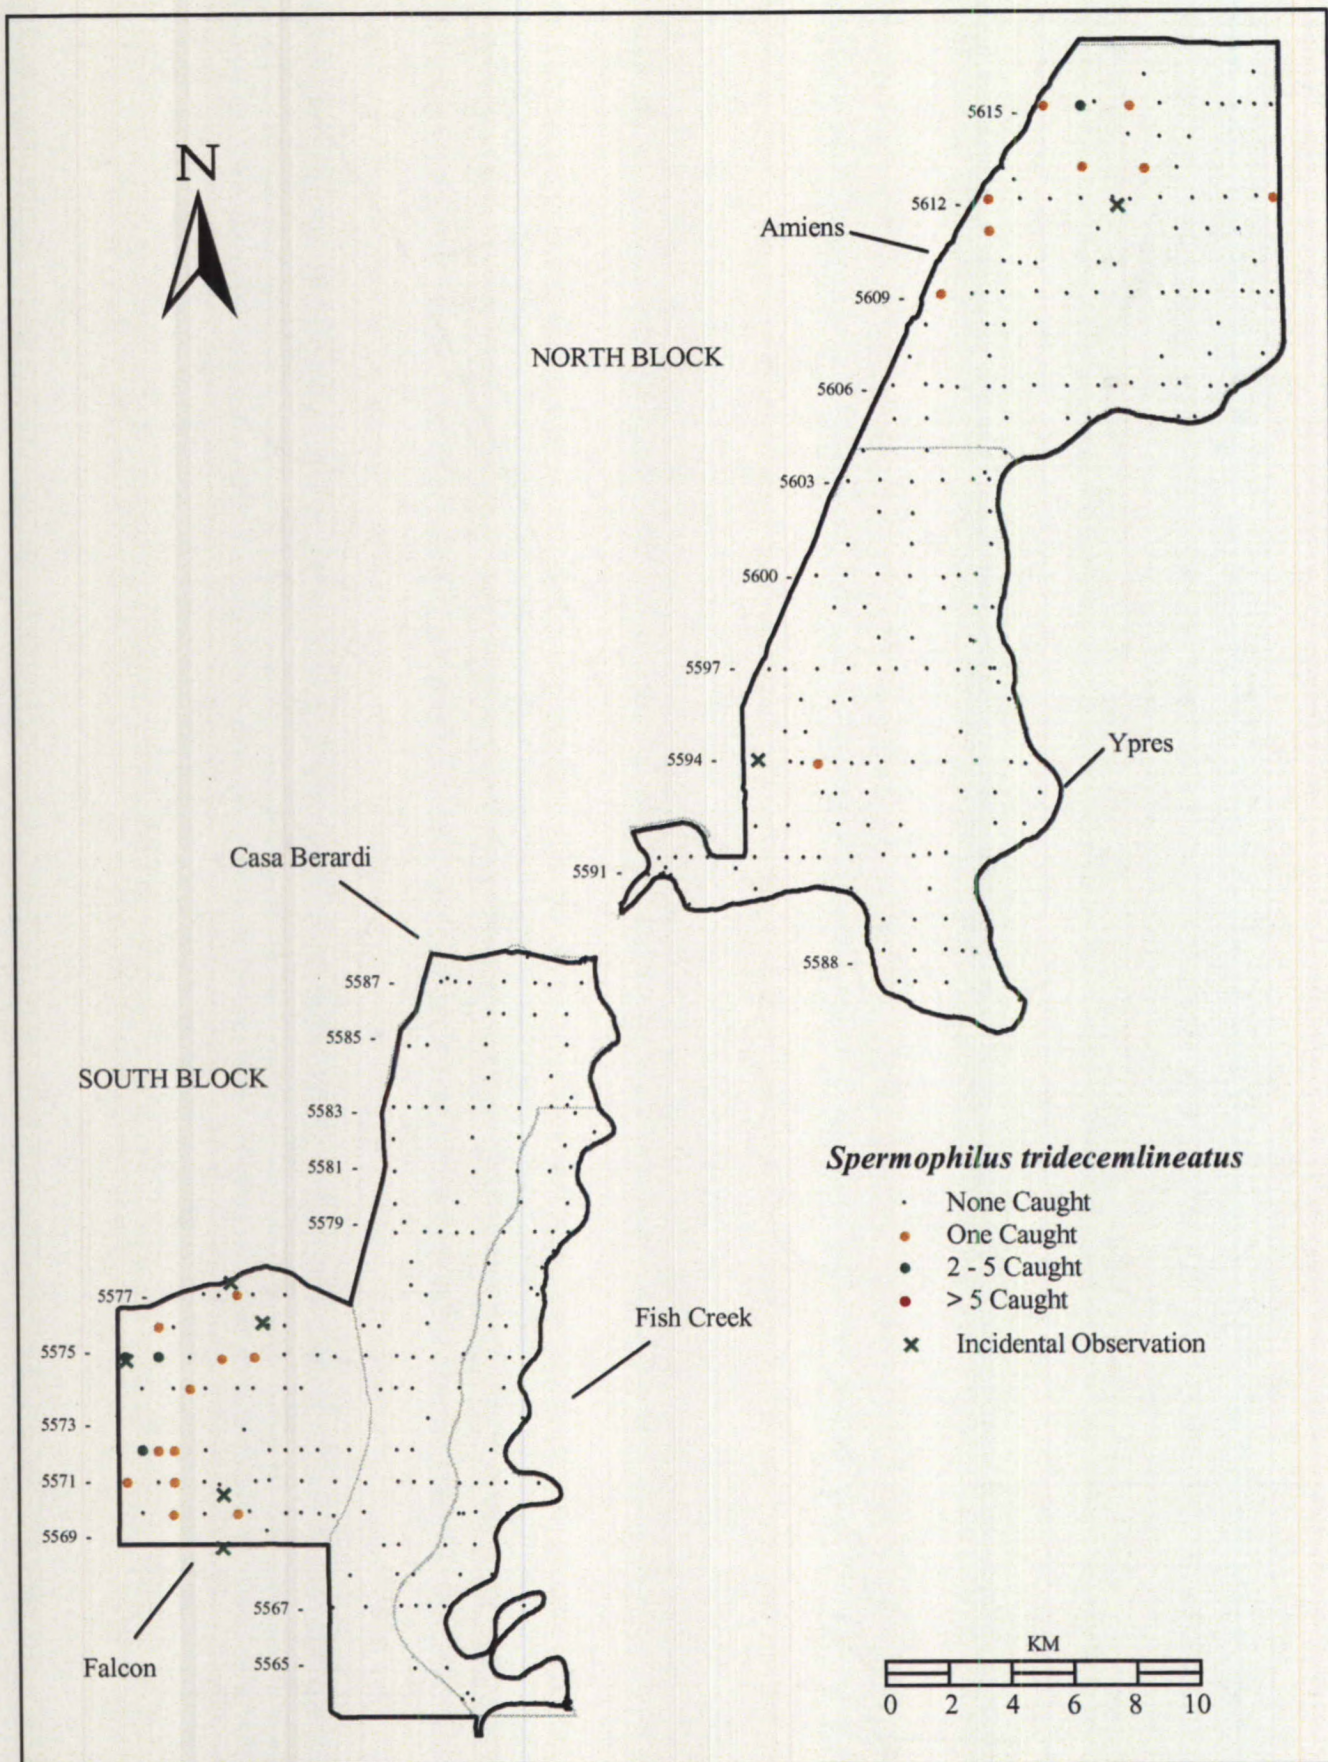 N
5615 -
5612 -
Amiens
5609 -
NORTH BLOCK
5606 -
5603 -
5600 -
5597 -
Ypres
5594 -
Casa Berardi
5591 -
5588 -
5587 -
5585 -
SOUTH BLOCK
5583 -
5581 -
5579 -
5577 -
5575 -
5573 -
5571 -
5569 -
5567 -
5565 -
Fish Creek
Falcon
Spermophilus tridecemlineatus
None Caught
One Caught
2 - 5 Caught
> 5 Caught
Incidental Observation
KM
0 2 4 6 8 10